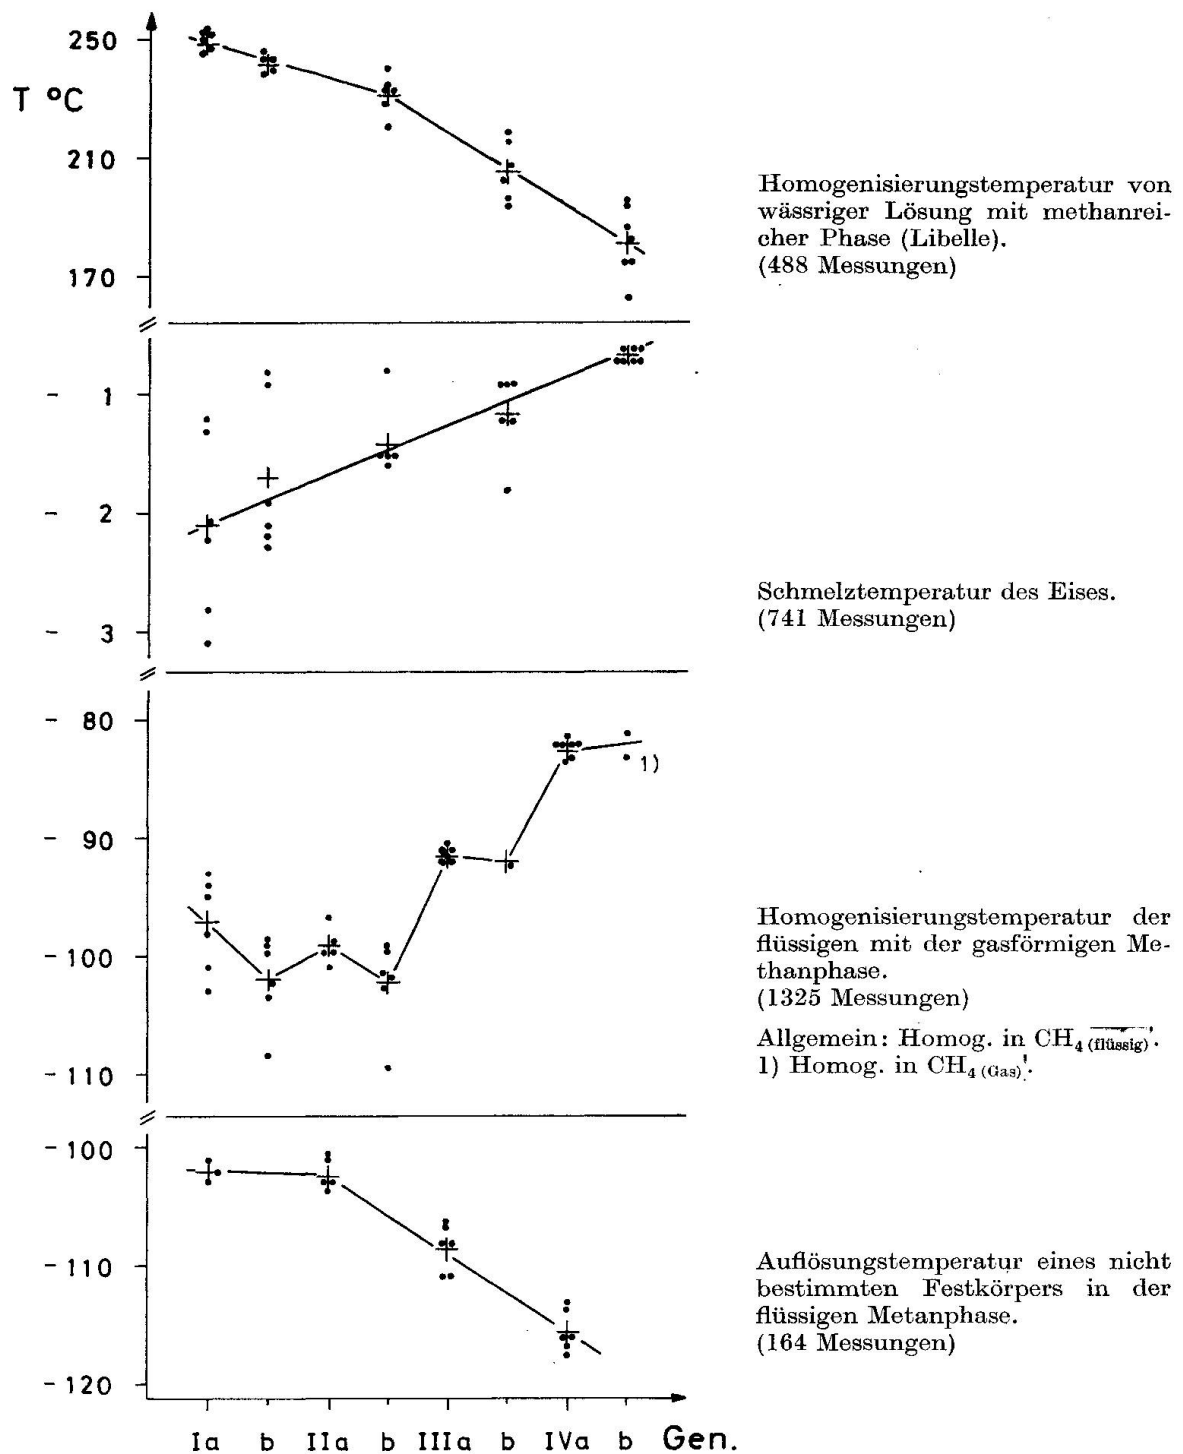 250
T °C
210
170
Homogenisierungstemperatur von
wässriger Lösung mit methanrei-
cher Phase (Libelle).
(488 Messungen)
- 1
- 2
- 3
Schmelztemperatur des Eises.
(741 Messungen)
- 80
1)
- 90
- 100
- 110
Homogenisierungstemperatur der
flüssigen mit der gasförmigen Me-
thanphase.
(1325 Messungen)
Allgemein: Homog. in CH4 (flüssig).
1) Homog. in CH4 (Gas).
- 100
- 110
- 120
Auflösungstemperatur eines nicht
bestimmten Festkörpers in der
flüssigen Metanphase.
(164 Messungen)
Ia b IIa b IIIa b IVa b Gen.